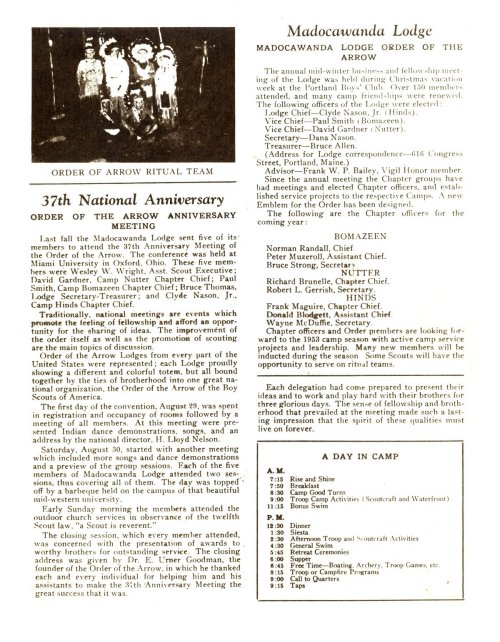 ORDER OF ARROW RITUAL TEAM
37th National Anniversary
ORDER OF THE ARROW ANNIVERSARY
MEETING
Last fall the Madocawanda Lodge sent five of its
members to attend the 37th Anniversary Meeting of
the Order of the Arrow. The conference was held at
Miami University in Oxford, Ohio. These five mem-
bers were Wesley W. Wright, Asst. Scout Executive;
David Gardner, Camp Nutter Chapter Chief; Paul
Smith, Camp Bomazeen Chapter Chief; Bruce Thomas,
Lodge Secretary-Treasurer; and Clyde Nason, Jr.,
Camp Hinds Chapter Chief.
Traditionally, national meetings are events which
promote the feeling of fellowship and afford an oppor-
tunity for the sharing of ideas. The improvement of
the order itself as well as the promotion of scouting
are the main topics of discussion.
Order of the Arrow Lodges from every part of the
United States were represented; each Lodge proudly
showing a different and colorful totem, but all bound
together by the ties of brotherhood into one great na-
tional organization, the Order of the Arrow of the Boy
Scouts of America.
The first day of the convention, August 29, was spent
in registration and occupancy of rooms followed by a
meeting of all members. At this meeting were pre-
sented Indian dance demonstrations, songs, and an
address by the national director, H. Lloyd Nelson.
Saturday, August 30, started with another meeting
which included more songs and dance demonstrations
and a preview of the group sessions. Each of the five
members of Madocawanda Lodge attended two ses-
sions, thus covering all of them. The day was topped
off by a barbeque held on the campus of that beautiful
mid-western university.
Early Sunday morning the members attended the
outdoor church services in observance of the twelfth
Scout law, "a Scout is reverent."
The closing session, which every member attended,
was concerned with the presentation of awards to
worthy brothers for outstanding service. The closing
address was given by Dr. E. Urner Goodman, the
founder of the Order of the Arrow, in which he thanked
each and every individual for helping him and his
assistants to make the 37th Anniversary Meeting the
great success that it was.
Madocawanda Lodge
MADOCAWANDA LODGE ORDER OF THE
ARROW
The annual mid-winter business and fellowship meet-
ing of the Lodge was held during Christmas vacation
week at the Portland Boys' Club. Over 150 members
attended, and many camp friendships were renewed.
The following officers of the Lodge were elected:
Lodge Chief—Clyde Nason, Jr. (Hinds).
Vice Chief—Paul Smith (Bomazeen).
Vice Chief—David Gardner (Nutter).
Secretary—Dana Nason.
Treasurer—Bruce Allen.
(Address for Lodge correspondence—616 Congress
Street, Portland, Maine.)
Advisor—Frank W. P. Bailey, Vigil Honor member.
Since the annual meeting the Chapter groups have
had meetings and elected Chapter officers, and estab-
lished service projects to the respective Camps. A new
Emblem for the Order has been designed.
The following are the Chapter officers for the
coming year:
BOMAZEEN
Norman Randall, Chief.
Peter Muzeroll, Assistant Chief.
Bruce Strong, Secretary.
NUTTER
Richard Brunelle, Chapter Chief.
Robert L. Gerrish, Secretary.
HINDS
Frank Maguire, Chapter Chief.
Donald Blodgett, Assistant Chief.
Wayne McDuffie, Secretary.
Chapter officers and Order members are looking for-
ward to the 1953 camp season with active camp service
projects and leadership. Many new members will be
inducted during the season. Some Scouts will have the
opportunity to serve on ritual teams.
Each delegation had come prepared to present their
ideas and to work and play hard with their brothers for
three glorious days. The sense of fellowship and broth-
erhood that prevailed at the meeting made such a last-
ing impression that the spirit of these qualities must
live on forever.
A DAY IN CAMP
A. M.
7:15 Rise and Shine
7:50 Breakfast
8:30 Camp Good Turns
9:00 Troop Camp Activities (Scoutcraft and Waterfront)
11:15 Bonus Swim
P. M.
12:30 Dinner
1:30 Siesta
2:30 Afternoon Troop and Scoutcraft Activities
4:30 General Swim
5:45 Retreat Ceremonies
6:00 Supper
6:45 Free Time—Boating, Archery, Troop Games, etc.
8:15 Troop or Campfire Programs
9:00 Call to Quarters
9:15 Taps